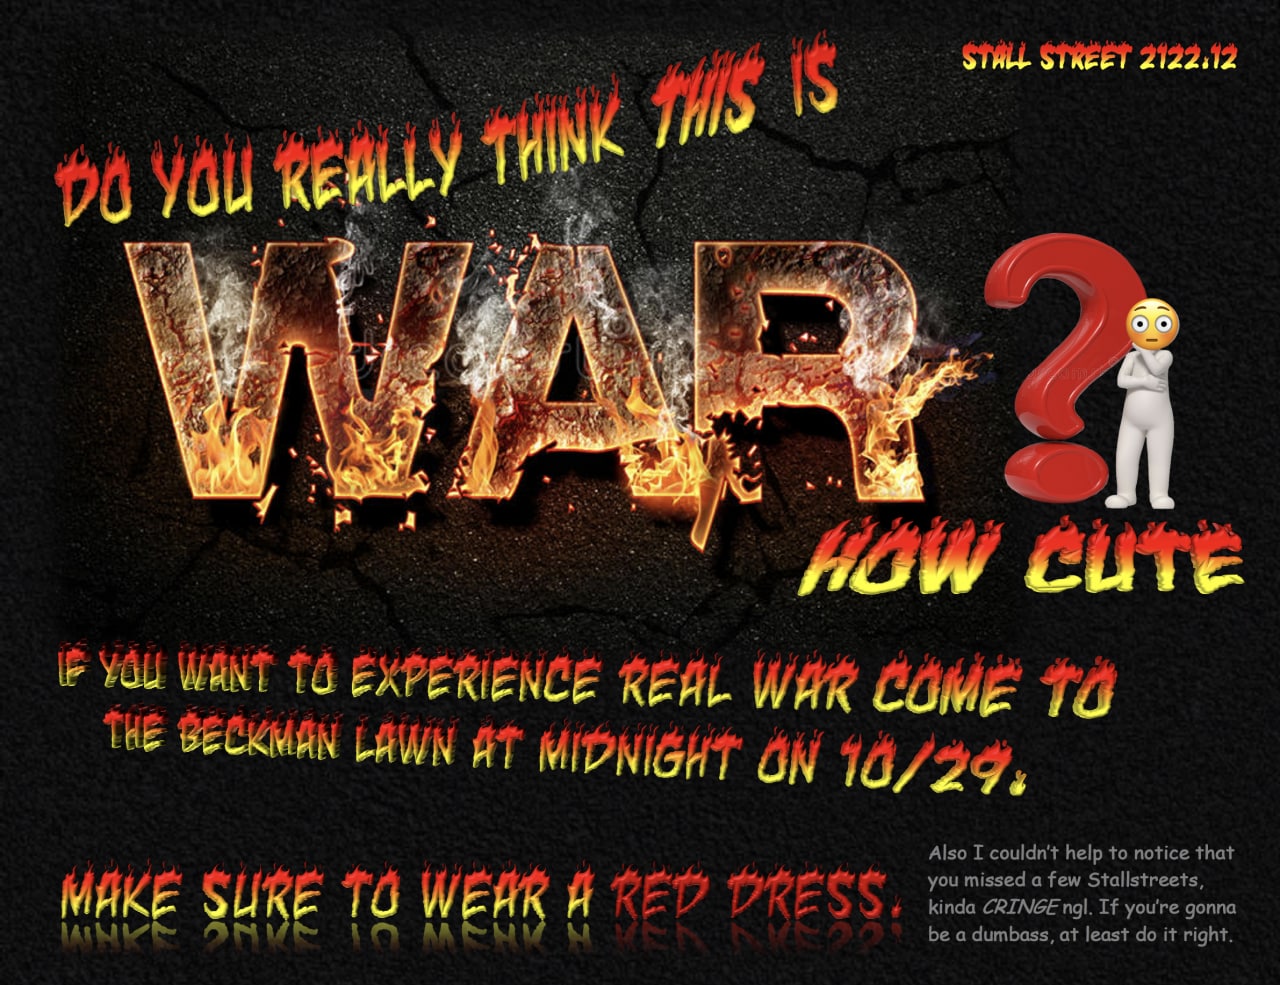 STALL STREET 2122.12
DO YOU REALLY THINK THIS IS
WAR?
HOW CUTE
IF YOU WANT TO EXPERIENCE REAL WAR COME TO
THE BECKMAN LAWN AT MIDNIGHT ON 10/29.
MAKE SURE TO WEAR A RED DRESS.
Also I couldn't help to notice that
you missed a few Stallstreets,
kinda CRINGE ngl. If you're gonna
be a dumbass, at least do it right.